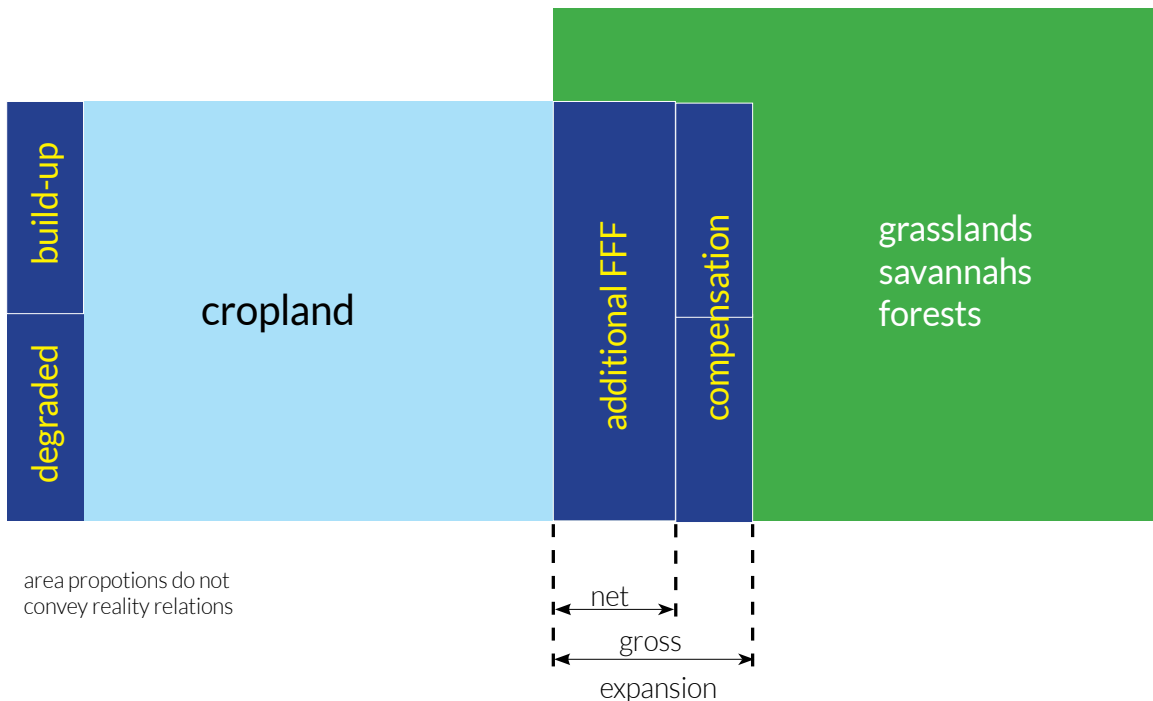 build-up
degraded
cropland
additional FFF
compensation
grasslands
savannahs
forests
area propotions do not
convey reality relations
net
gross
expansion